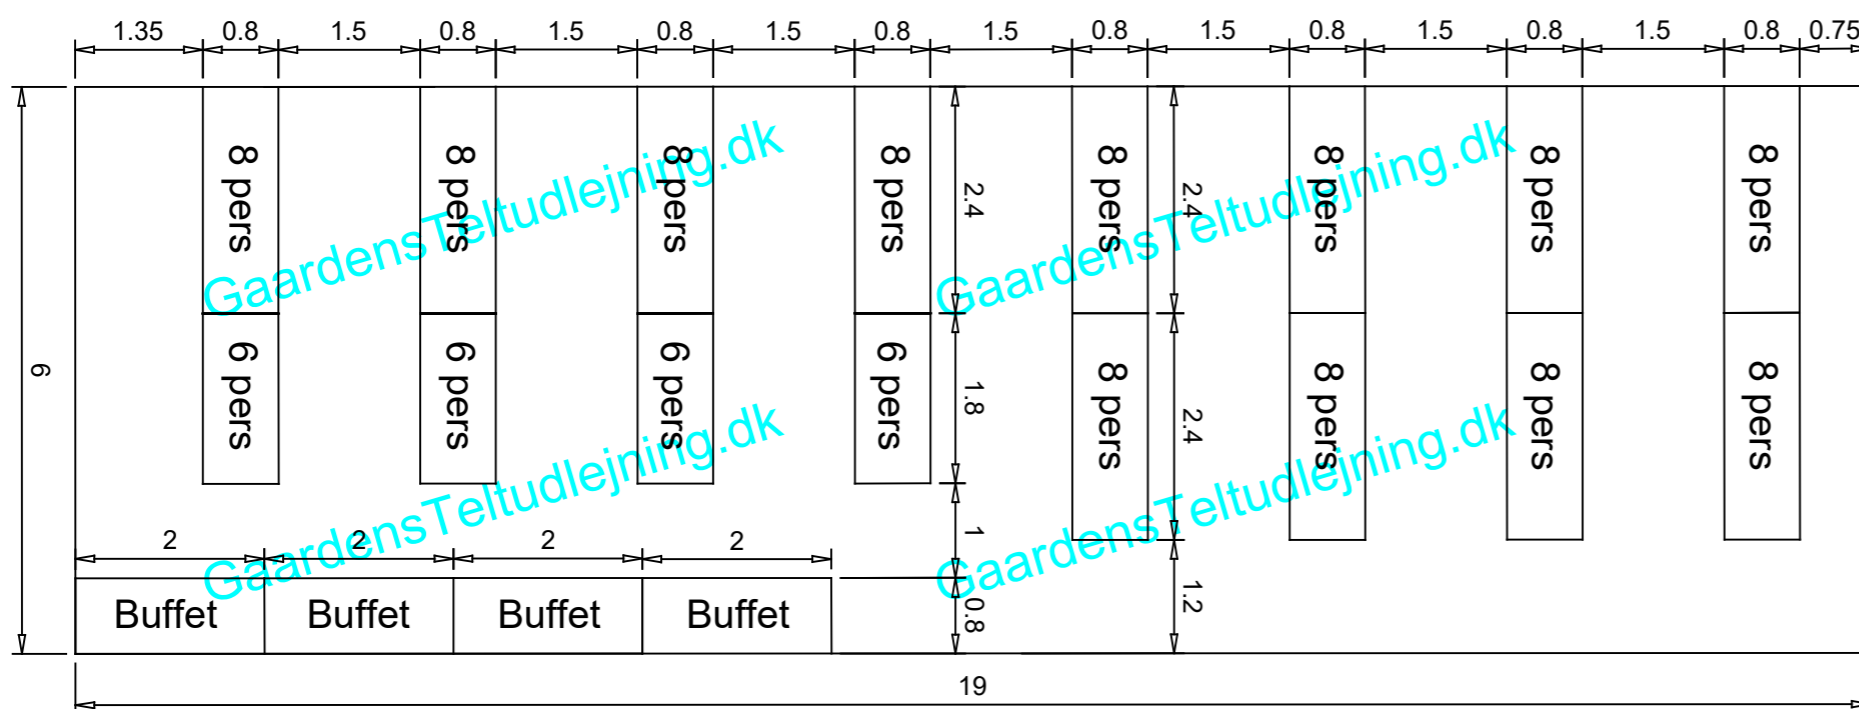 1.35 0.8 1.5 0.8 1.5 0.8 1.5 0.8 1.5 0.8 1.5 0.8 1.5 0.8 1.5 0.8 0.75
8 pers 8 pers 8 pers 8 pers 8 pers 8 pers 8 pers 8 pers
2.4 2.4
GaardensTeltudlejning.dk GaardensTeltudlejning.dk
6 pers 6 pers 6 pers 6 pers 8 pers 8 pers 8 pers 8 pers
6
1.8 2.4
GaardensTeltudlejning.dk GaardensTeltudlejning.dk
2 2 2 2
1 1.2
Buffet Buffet Buffet Buffet
0.8
19